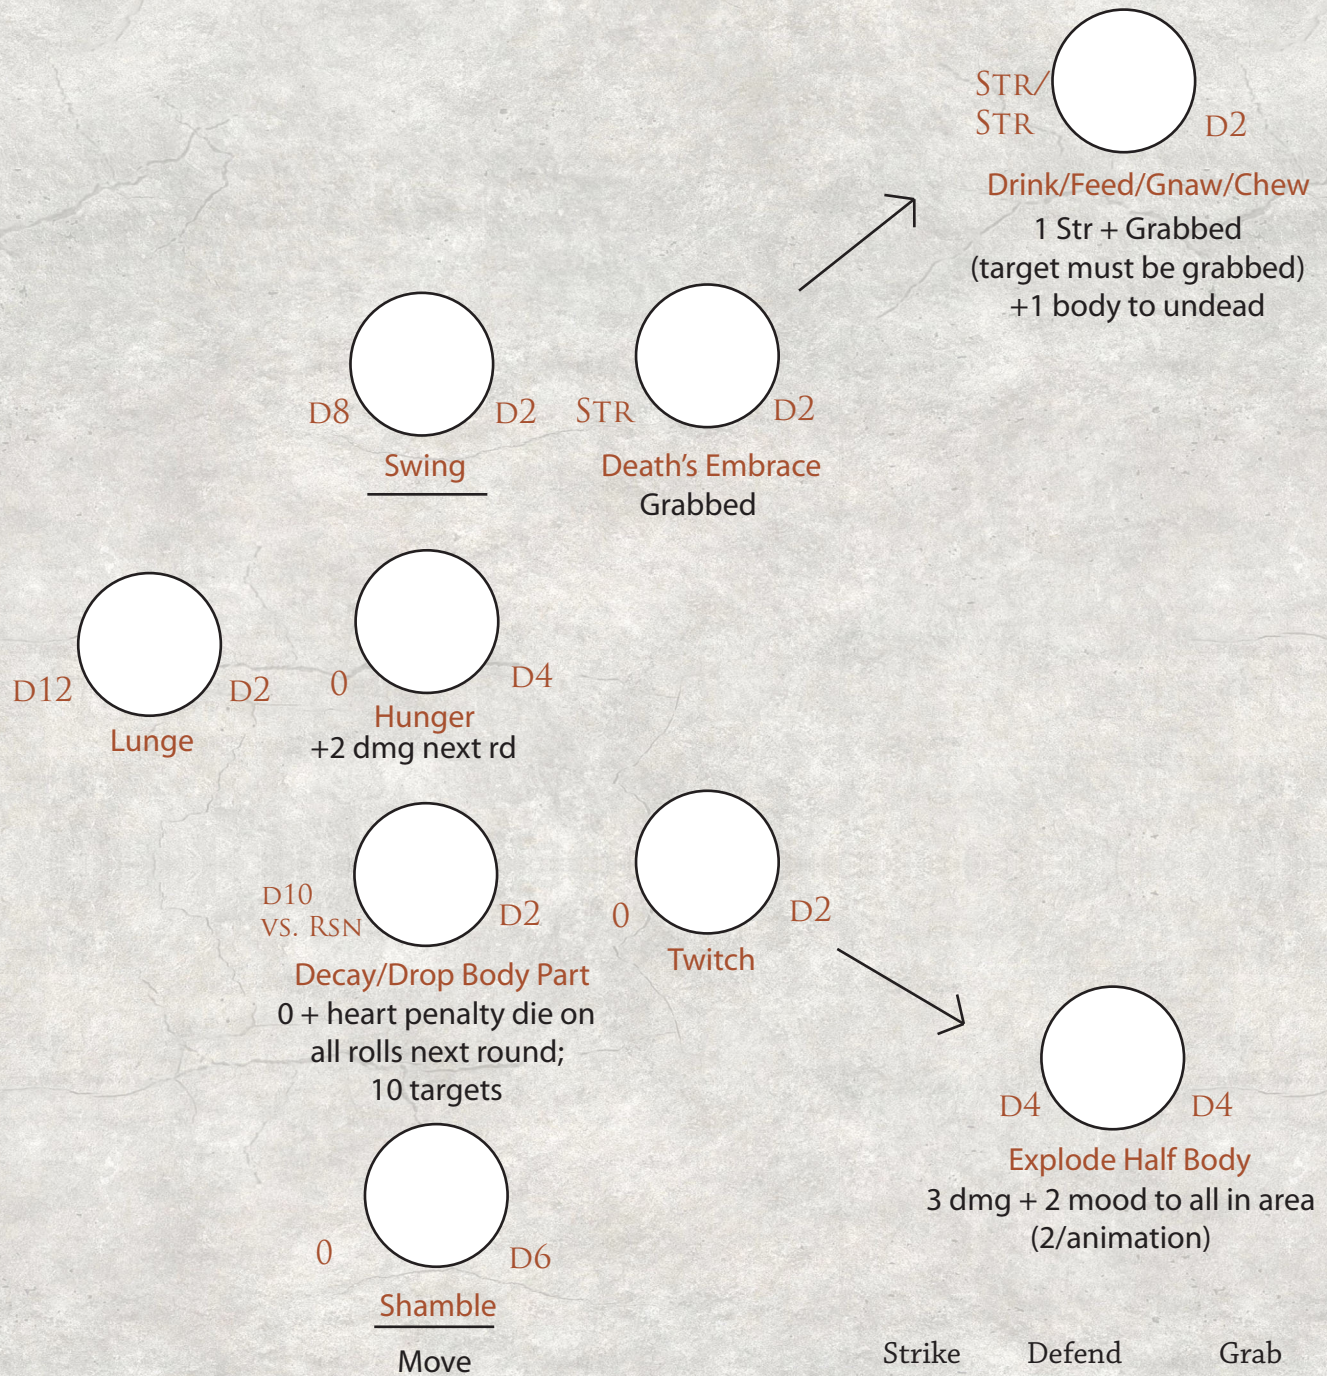 STR/
STR
D2
Drink/Feed/Gnaw/Chew
1 Str + Grabbed
(target must be grabbed)
+1 body to undead
D8
D2
Swing
STR
D2
Death's Embrace
Grabbed
D12
D2
Lunge
0
D4
Hunger
+2 dmg next rd
D10
VS. RSN
D2
Decay/Drop Body Part
0 + heart penalty die on
all rolls next round;
10 targets
0
D2
Twitch
D4
D4
Explode Half Body
3 dmg + 2 mood to all in area
(2/animation)
0
D6
Shamble
Move
Strike Defend Grab